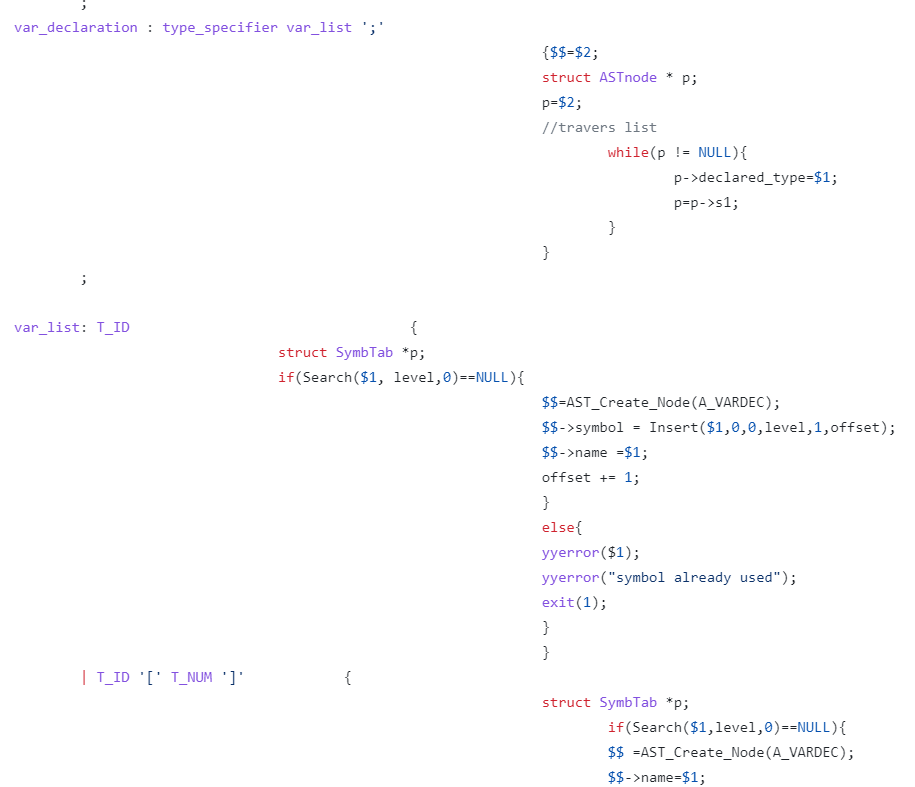 ;
var_declaration : type_specifier var_list ';'
{$$=$2;
struct ASTnode * p;
p=$2;
//travers list
while(p != NULL){
p->declared_type=$1;
p=p->s1;
}
}
;
var_list: T_ID {
struct SymbTab *p;
if(Search($1, level,0)==NULL){
$$=AST_Create_Node(A_VARDEC);
$$->symbol = Insert($1,0,0,level,1,offset);
$$->name =$1;
offset += 1;
}
else{
yyerror($1);
yyerror("symbol already used");
exit(1);
}
}
| T_ID '[' T_NUM ']' {
struct SymbTab *p;
if(Search($1,level,0)==NULL){
$$ =AST_Create_Node(A_VARDEC);
$$->name=$1;